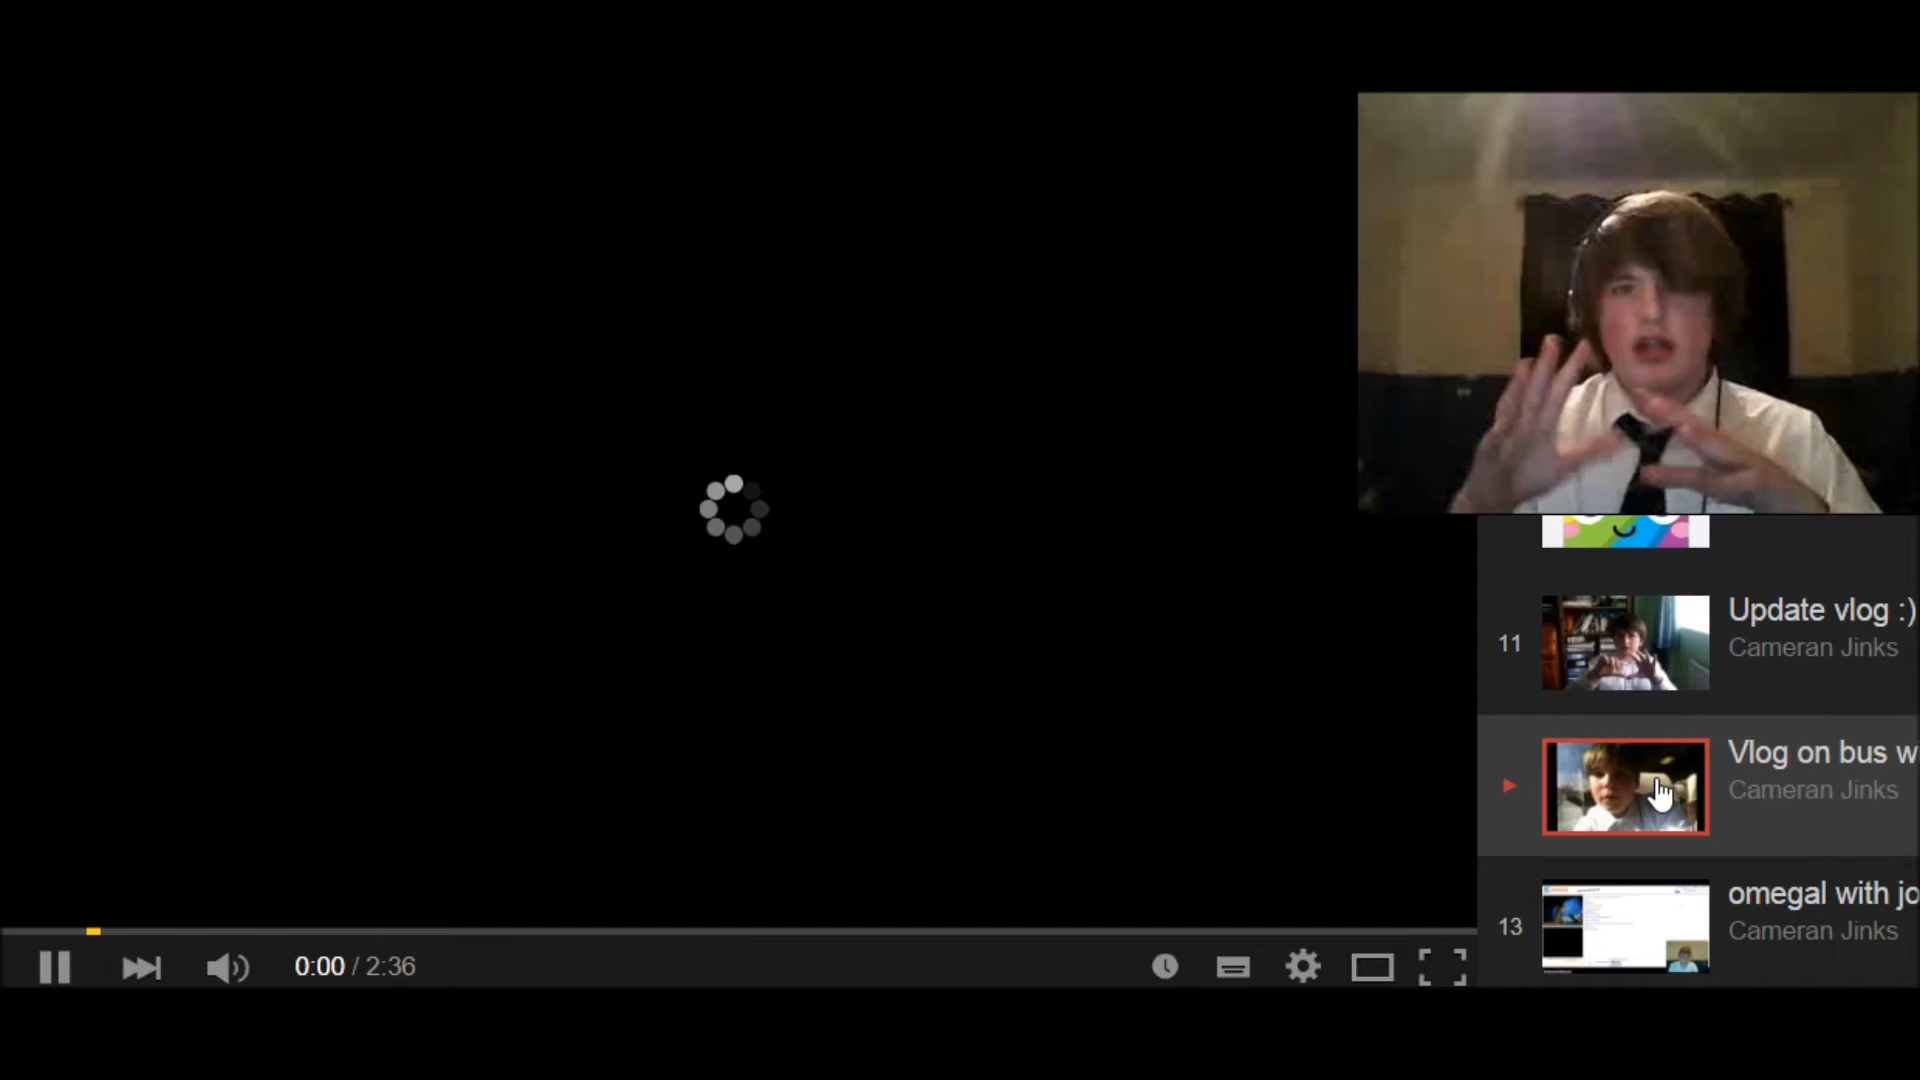 11
Update vlog :)
Cameran Jinks
Vlog on bus w
Cameran Jinks
13
omegal with jo
Cameran Jinks
0:00 / 2:36